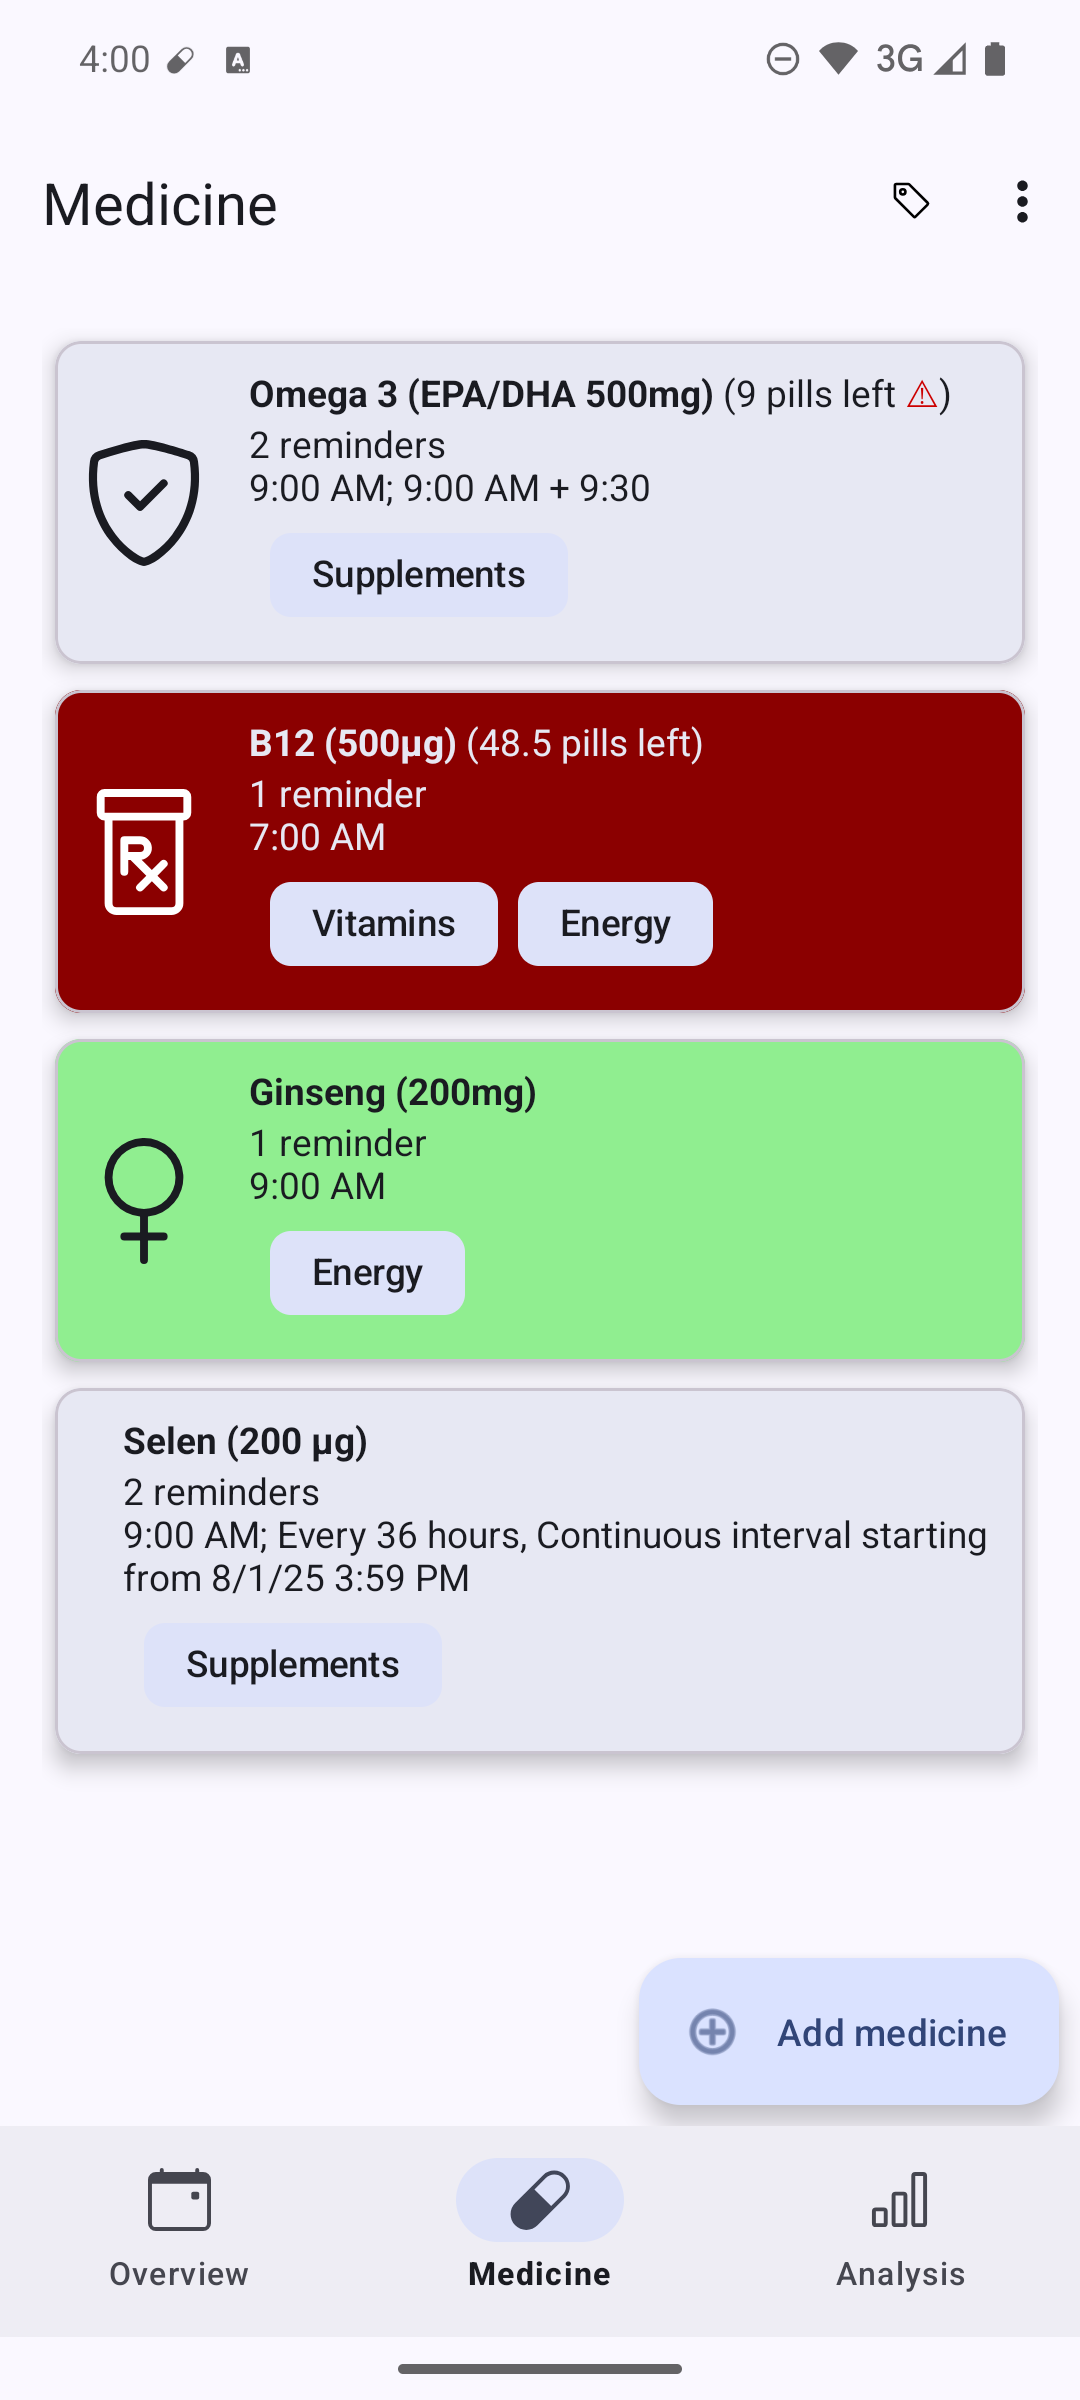 4:00
3G
Medicine
Omega 3 (EPA/DHA 500mg) (9 pills left ⚠)
2 reminders
9:00 AM; 9:00 AM + 9:30
Supplements
B12 (500µg) (48.5 pills left)
1 reminder
7:00 AM
Vitamins Energy
Ginseng (200mg)
1 reminder
9:00 AM
Energy
Selen (200 µg)
2 reminders
9:00 AM; Every 36 hours, Continuous interval starting
from 8/1/25 3:59 PM
Supplements
Add medicine
Overview Medicine Analysis